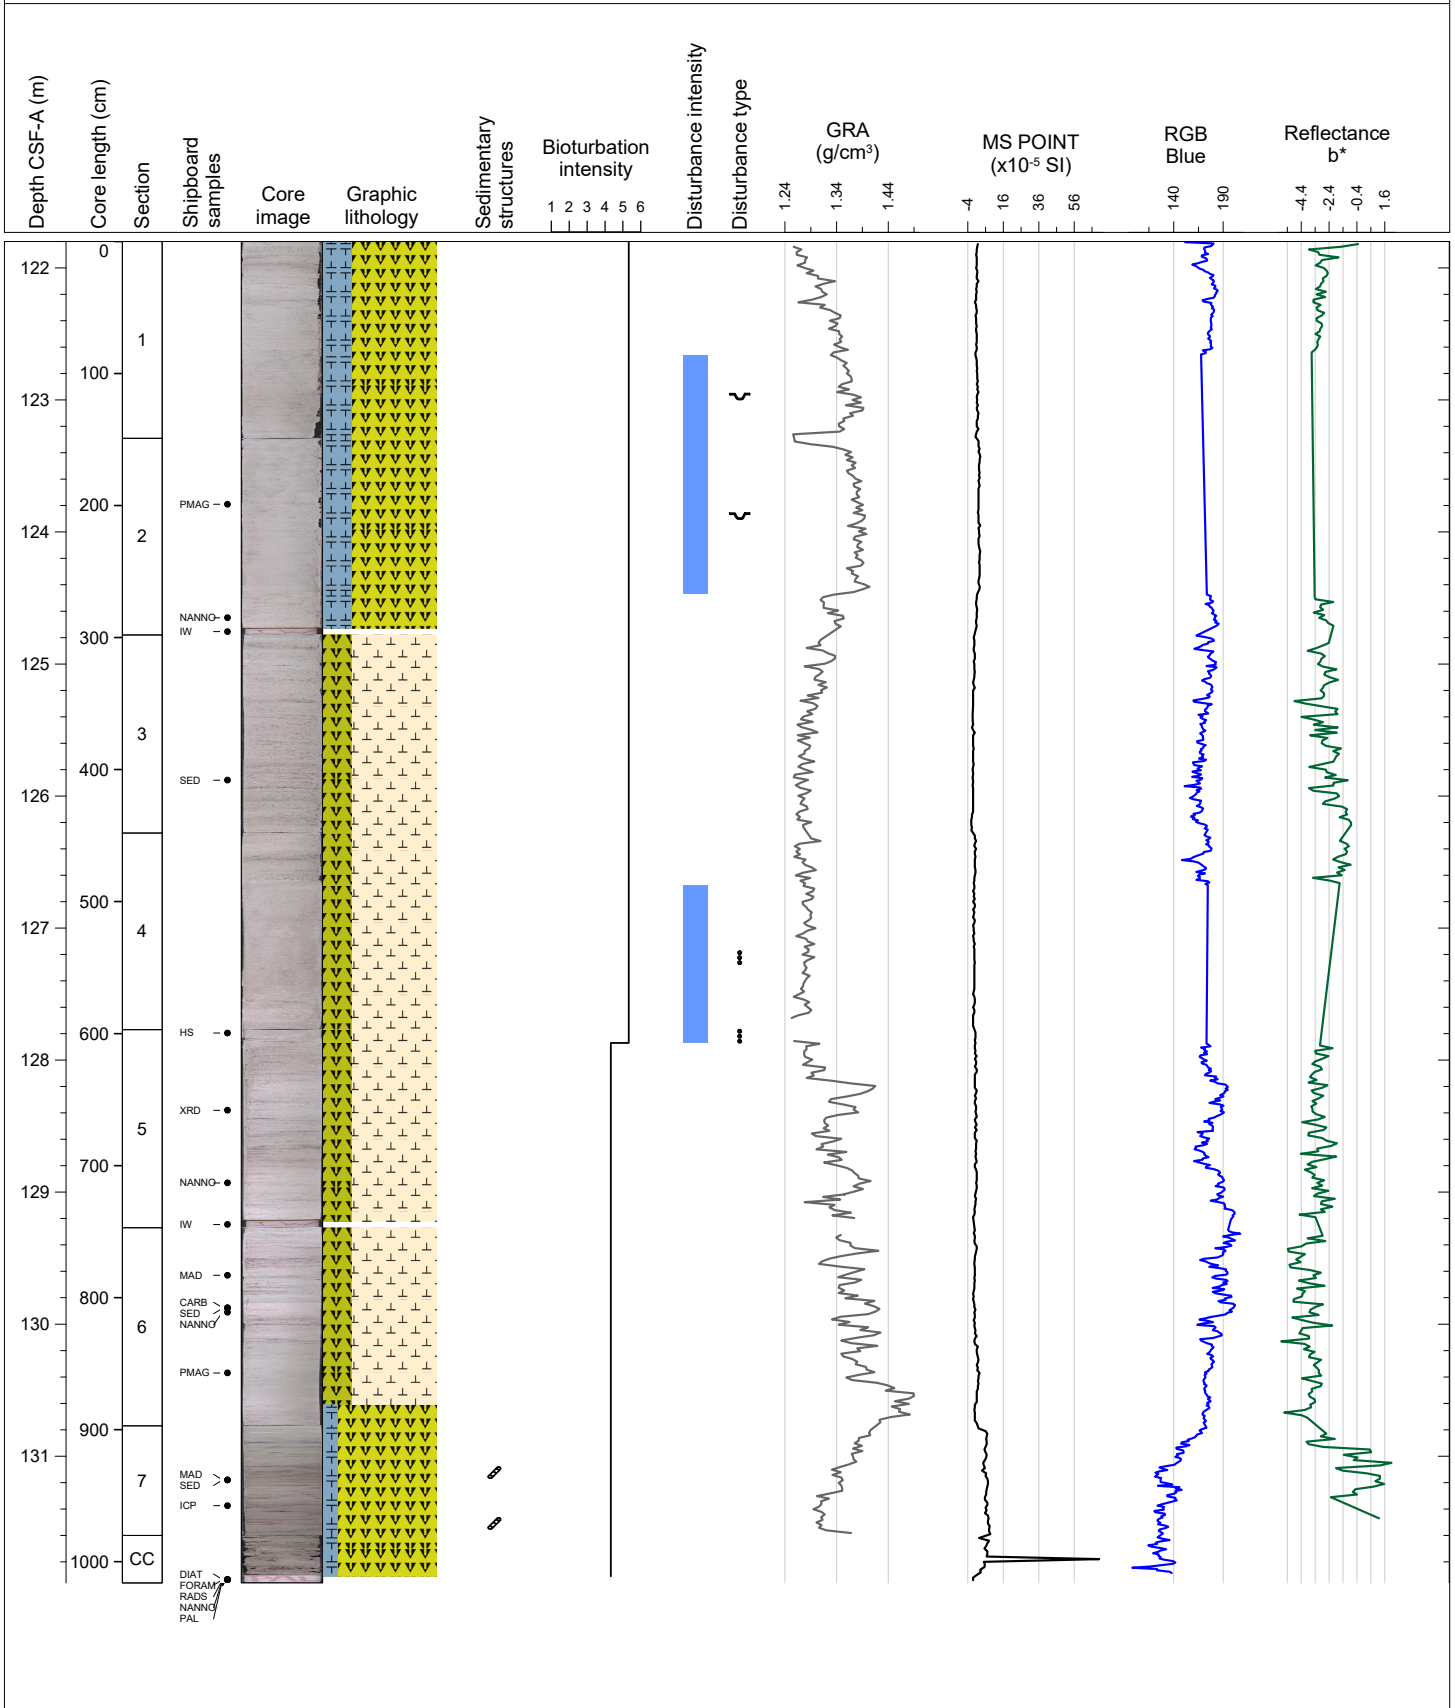 Depth CSF-A (m)
Core length (cm)
Section
Shipboard
samples
Core
image
Graphic
lithology
Sedimentary
structures
Bioturbation
intensity
1 2 3 4 5 6
Disturbance intensity
Disturbance type
GRA
(g/cm³)
1.24
1.34
1.44
MS POINT
(x10⁻⁵ SI)
-4
16
36
56
RGB
Blue
140
190
Reflectance
b*
-4.4
-2.4
-0.4
1.6
122
123
124
125
126
127
128
129
130
131
0
100
200
300
400
500
600
700
800
900
1000
1
2
3
4
5
6
7
CC
PMAG
NANNO
IW
SED
HS
XRD
NANNO
IW
MAD
CARB
SED
NANNO
PMAG
MAD
SED
ICP
DIAT
FORAM
RADS
NANNO
PAL